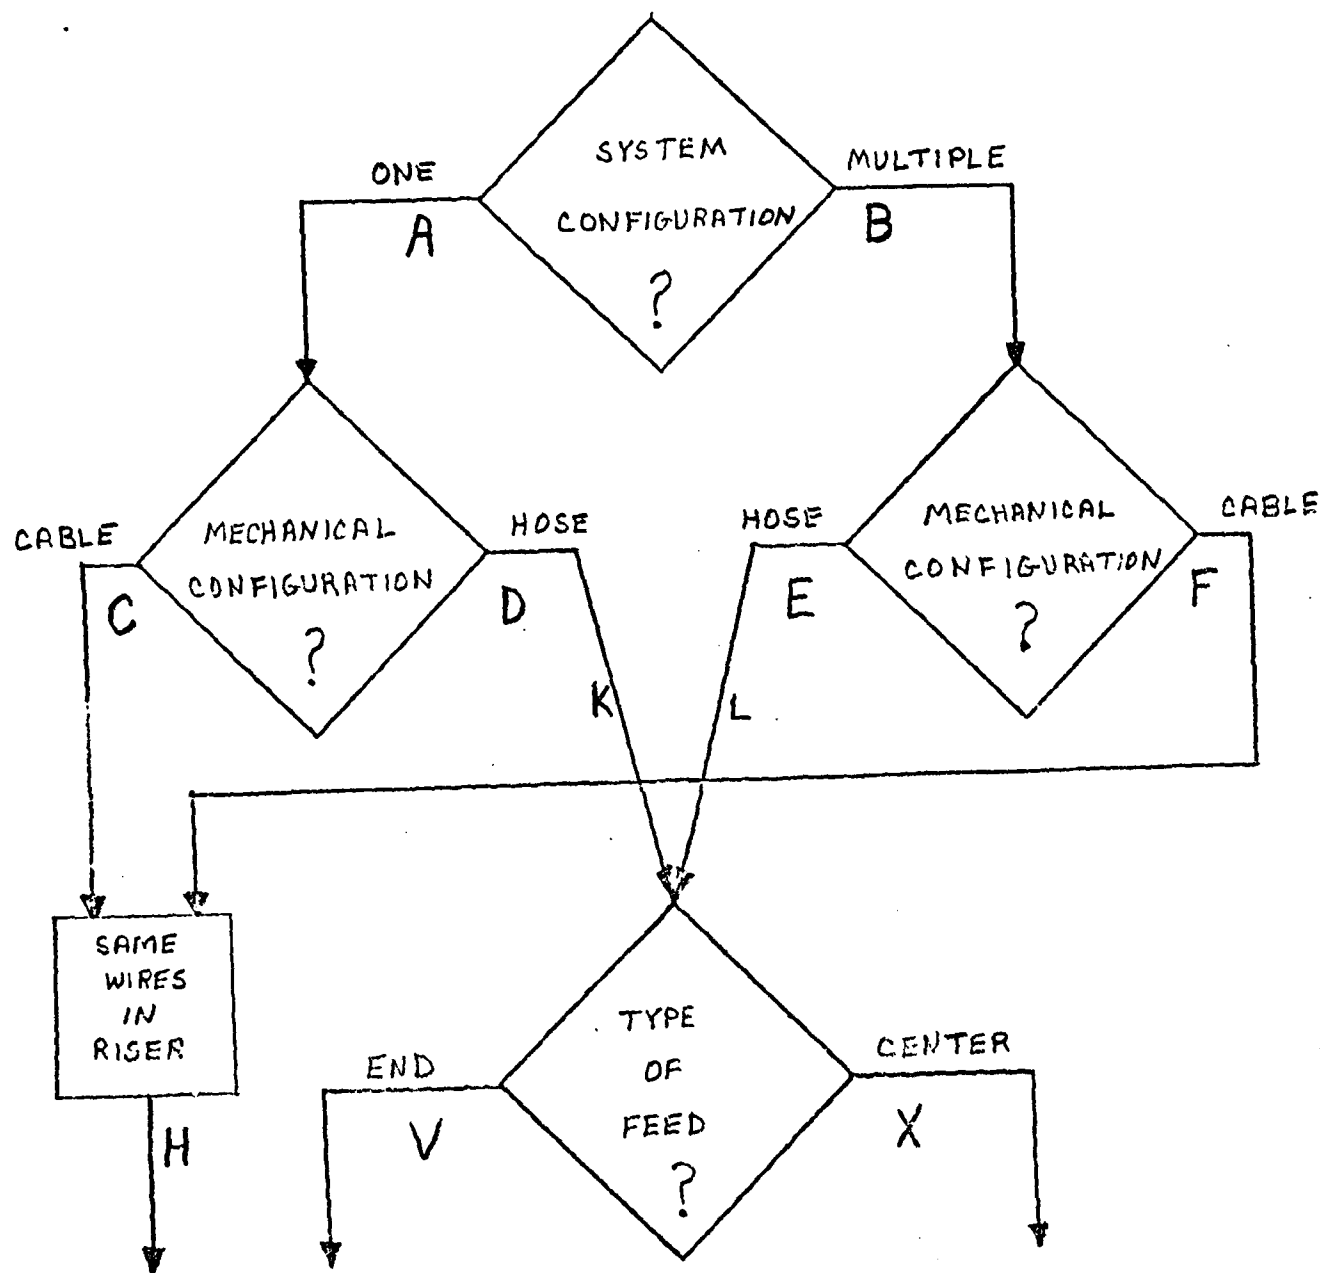 SYSTEM
CONFIGURATION
?
ONE
A
MULTIPLE
B
MECHANICAL
CONFIGURATION
?
CABLE
C
HOSE
D
MECHANICAL
CONFIGURATION
?
HOSE
E
CABLE
F
K
L
SAME
WIRES
IN
RISER
H
TYPE
OF
FEED
?
END
V
CENTER
X